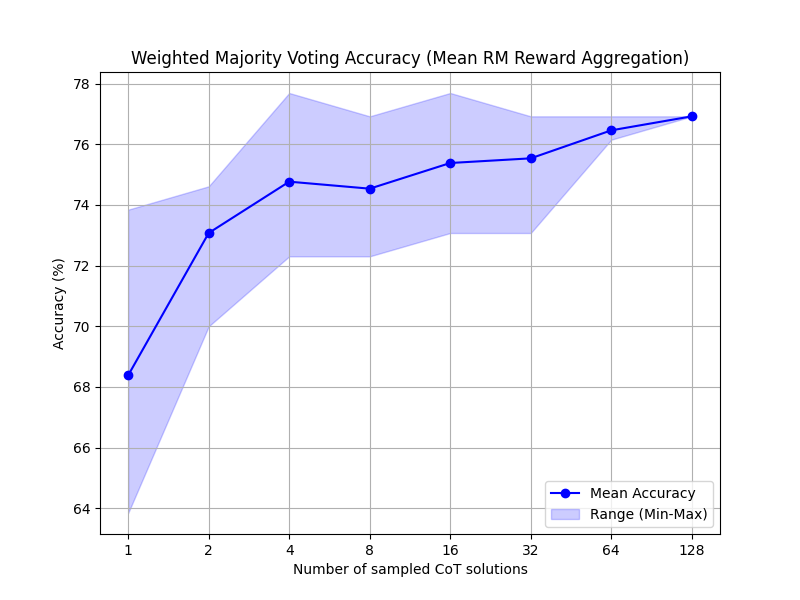 Weighted Majority Voting Accuracy (Mean RM Reward Aggregation)
78
76
74
72
70
68
66
64
Accuracy (%)
Mean Accuracy
Range (Min-Max)
1 2 4 8 16 32 64 128
Number of sampled CoT solutions